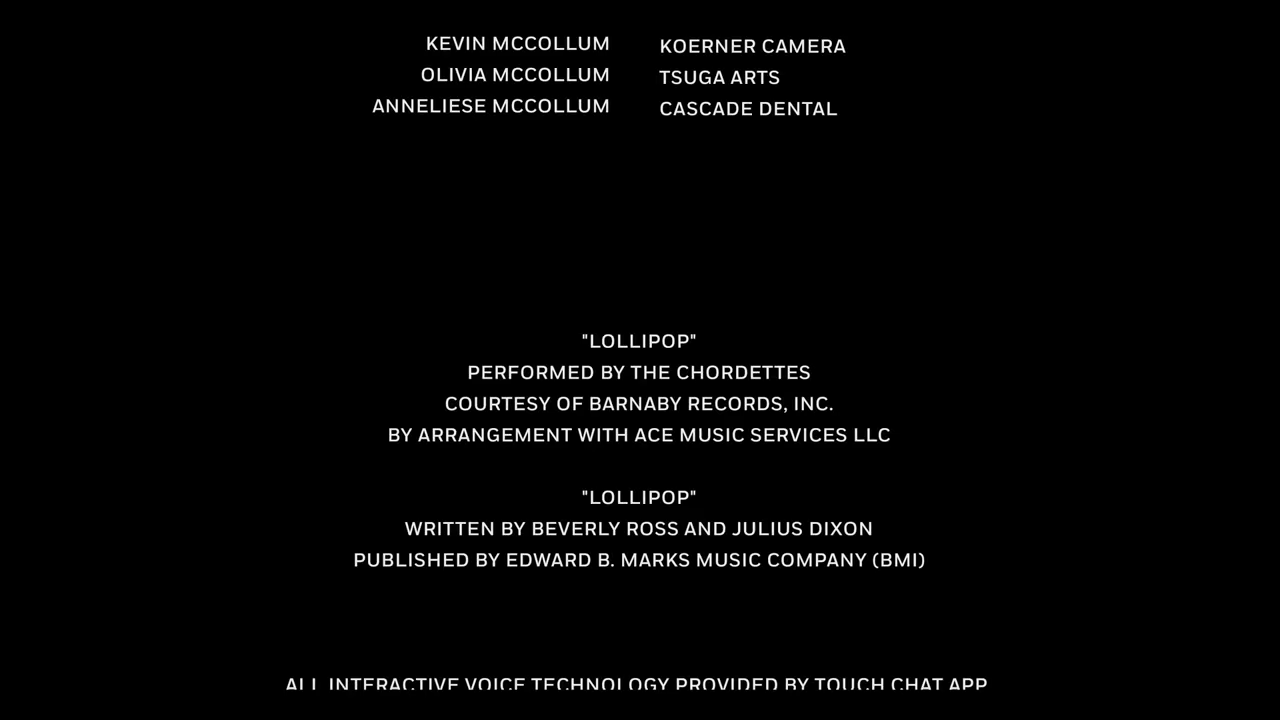 KEVIN MCCOLLUM
OLIVIA MCCOLLUM
ANNELIESE MCCOLLUM
KOERNER CAMERA
TSUGA ARTS
CASCADE DENTAL
"LOLLIPOP"
PERFORMED BY THE CHORDETTES
COURTESY OF BARNABY RECORDS, INC.
BY ARRANGEMENT WITH ACE MUSIC SERVICES LLC
"LOLLIPOP"
WRITTEN BY BEVERLY ROSS AND JULIUS DIXON
PUBLISHED BY EDWARD B. MARKS MUSIC COMPANY (BMI)
ALL INTERACTIVE VOICE TECHNOLOGY PROVIDED BY TOUCH CHAT APP